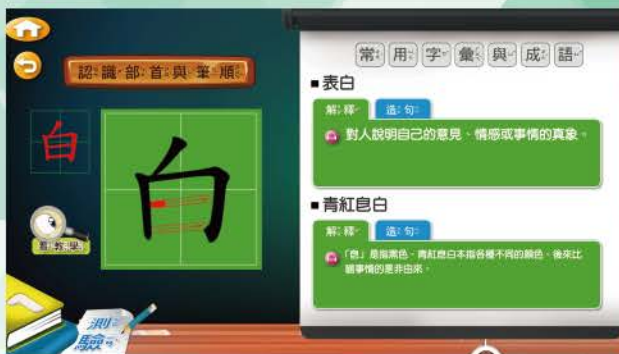 認識部首與筆順
白
白
看教學
測驗
常用字彙與成語
■表白
解釋 造句
對人說明自己的意見、情感或事情的真象。
■青紅皂白
解釋 造句
「皂」是指黑色、青紅皂白本指各種不同的顏色,後來比
喻事情的是非由來。